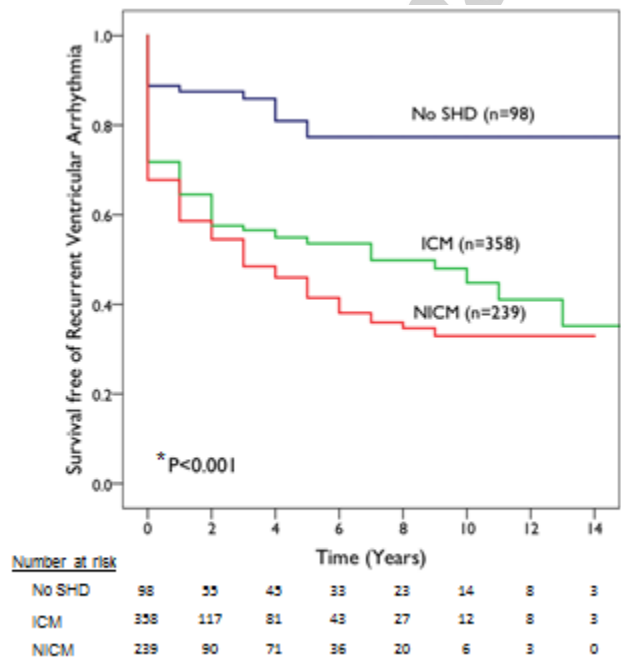 Survival free of Recurrent Ventricular Arrhythmia
1.0
0.8
0.6
0.4
0.2
0.0
No SHD (n=98)
ICM (n=358)
NICM (n=239)
*P<0.001
0 2 4 6 8 10 12 14
Time (Years)
Number at risk
No SHD 98 55 45 33 23 14 8 3
ICM 358 117 81 43 27 12 8 3
NICM 239 90 71 36 20 6 3 0